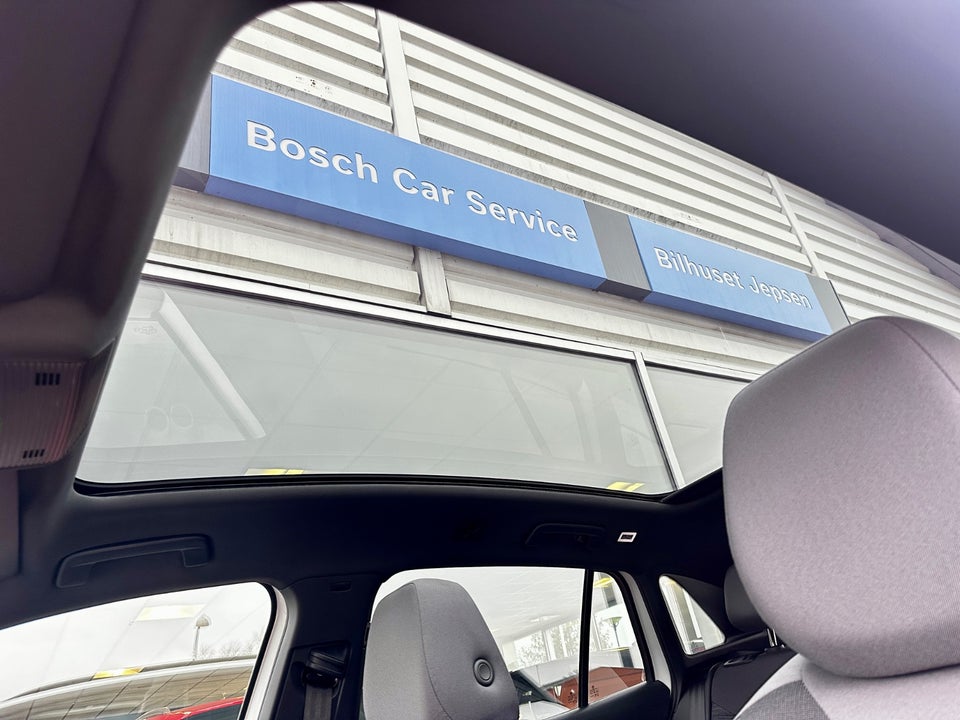 Bosch Car Service
Bilhuset Jepsen